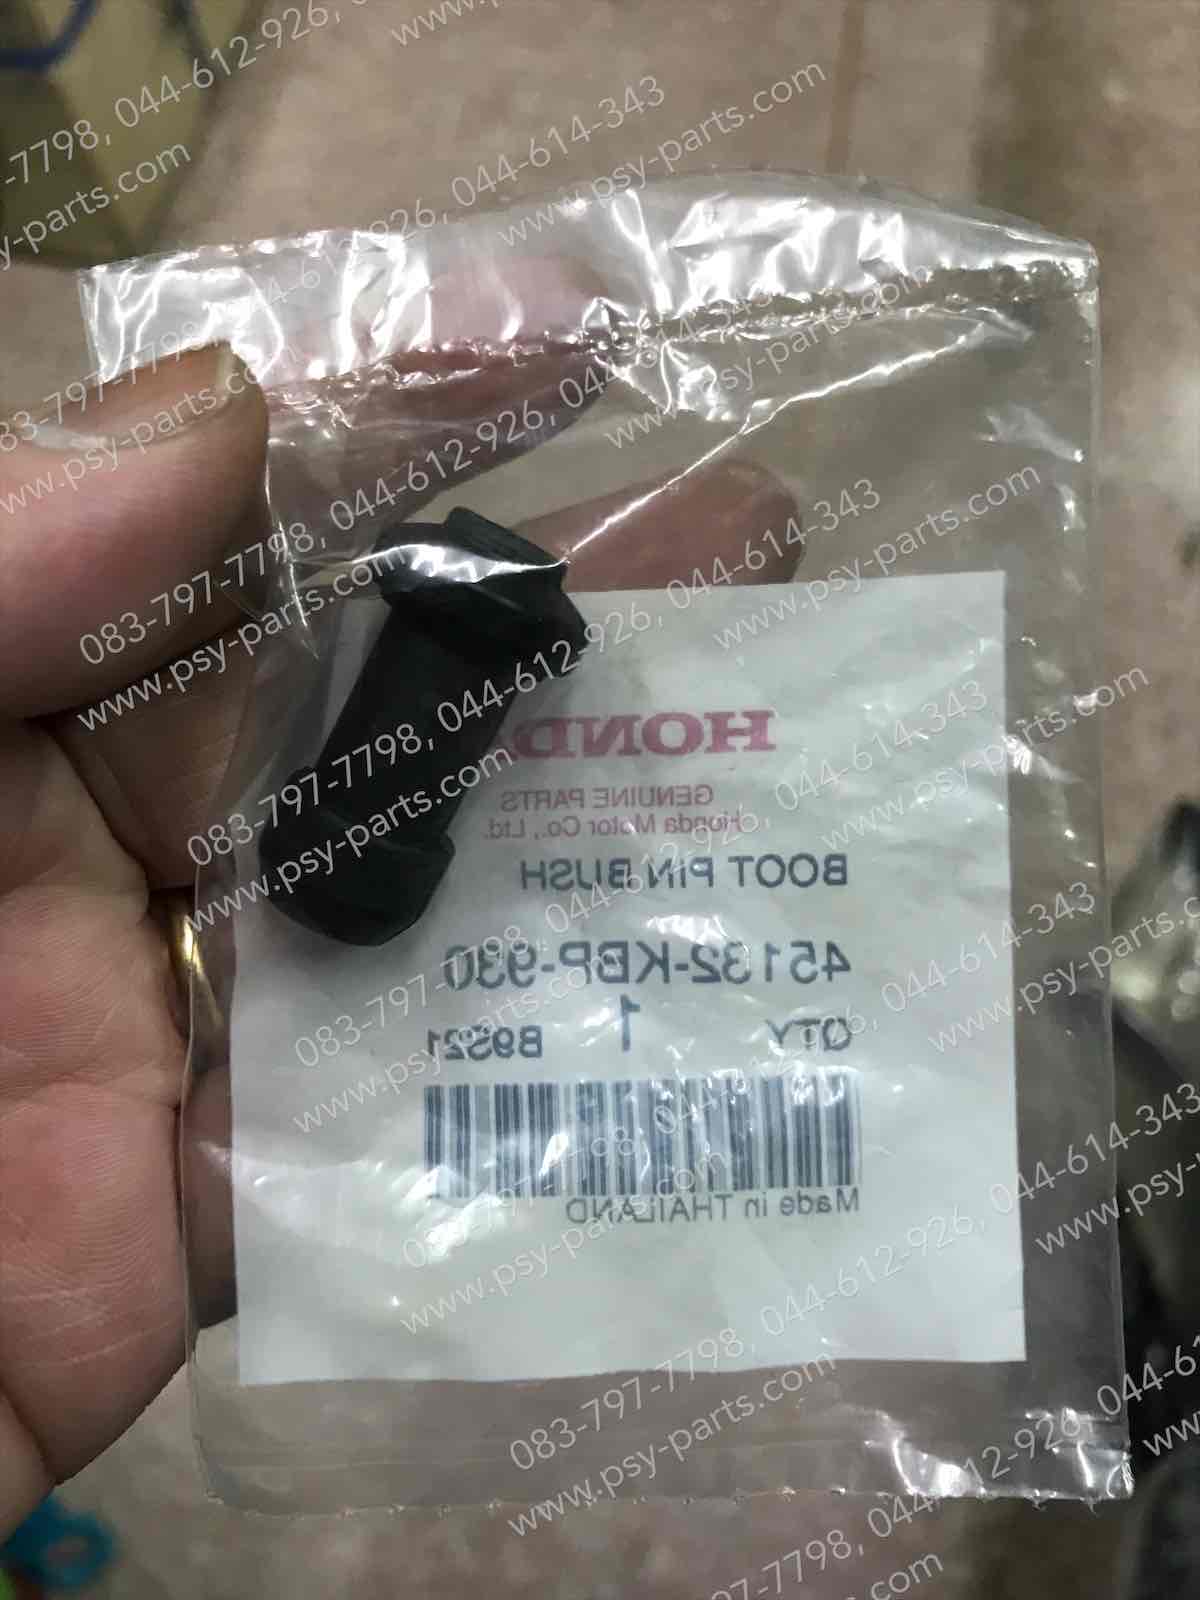 HONDA
GENUINE PARTS
Honda Motor Co., Ltd.
BOOT PIN BUSH
45132-KBP-930
QTY 1 B9S21
Made in THAILAND
083-797-7798, 044-612-926, 044-614-343
www.psy-parts.com